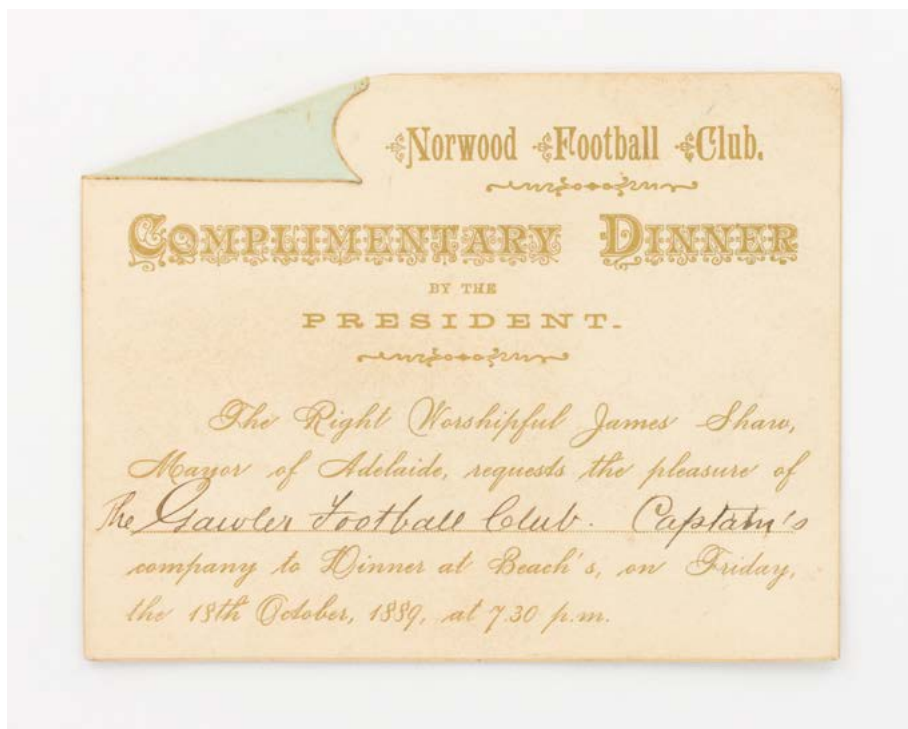 Norwood Football Club.
COMPLIMENTARY DINNER
BY THE
PRESIDENT.
The Right Worshipful James Shaw,
Mayor of Adelaide, requests the pleasure of
The Gawler Football Club. Captain's
company to Dinner at Beach's, on Friday,
the 18th October, 1889, at 7.30 p.m.